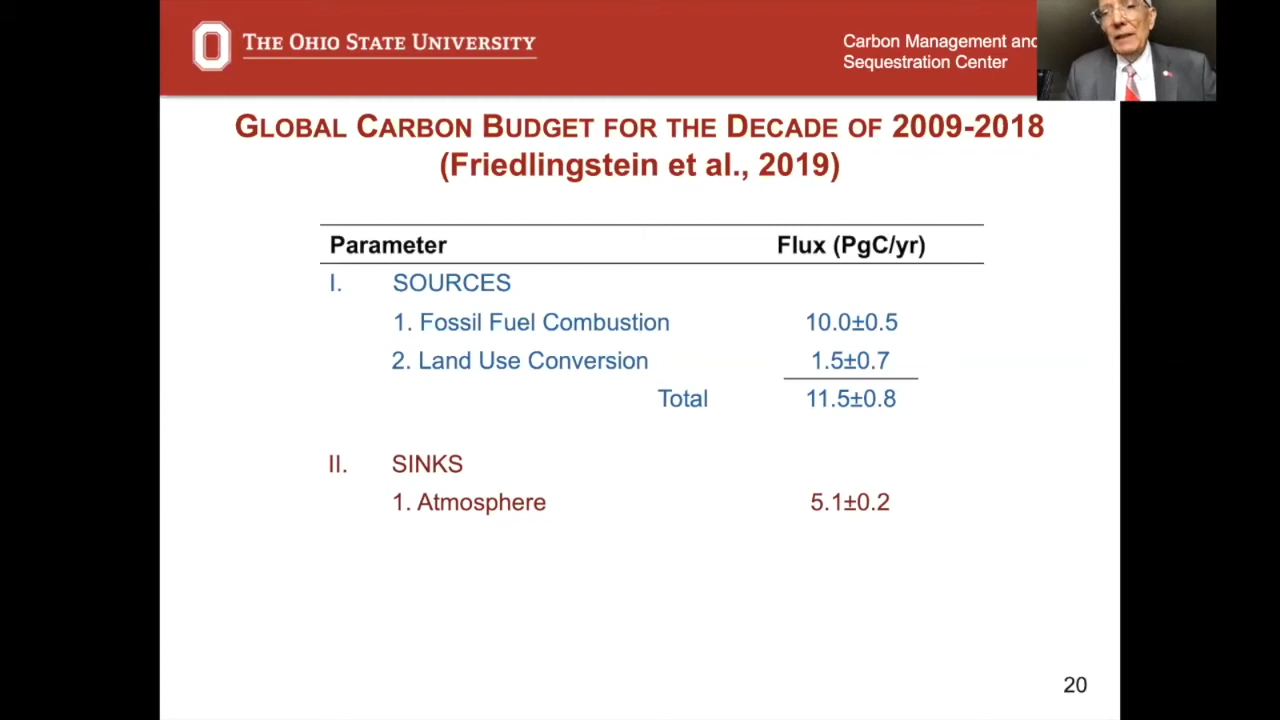 THE OHIO STATE UNIVERSITY
Carbon Management and
Sequestration Center
GLOBAL CARBON BUDGET FOR THE DECADE OF 2009-2018
(Friedlingstein et al., 2019)
Parameter Flux (PgC/yr)
I. SOURCES
1. Fossil Fuel Combustion 10.0±0.5
2. Land Use Conversion 1.5±0.7
Total 11.5±0.8
II. SINKS
1. Atmosphere 5.1±0.2
20